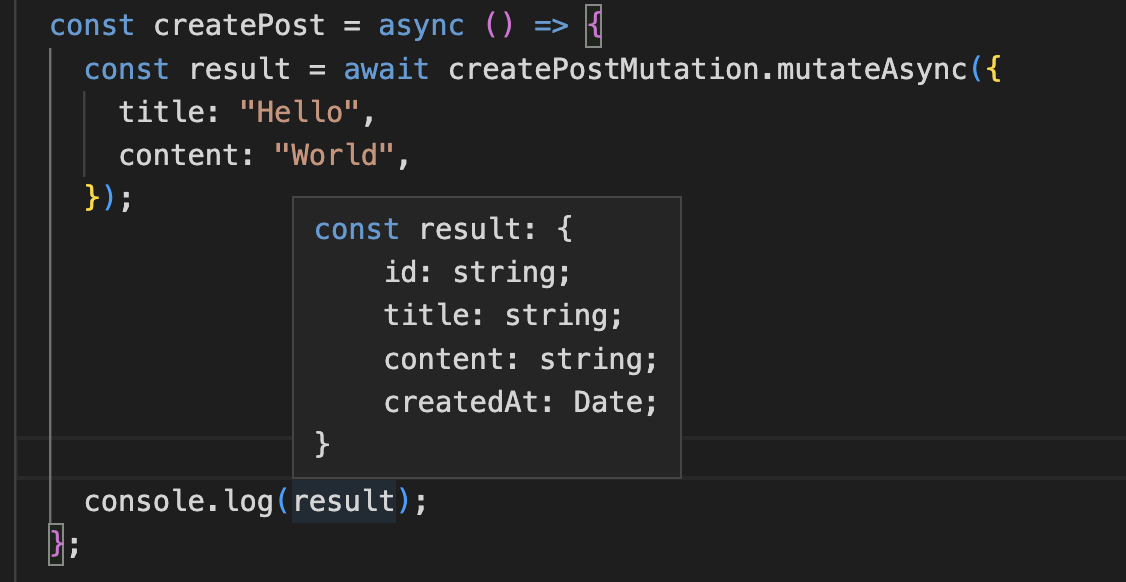 const createPost = async () => {
const result = await createPostMutation.mutateAsync({
title: "Hello",
content: "World",
});
const result: {
id: string;
title: string;
content: string;
createdAt: Date;
}
console.log(result);
};